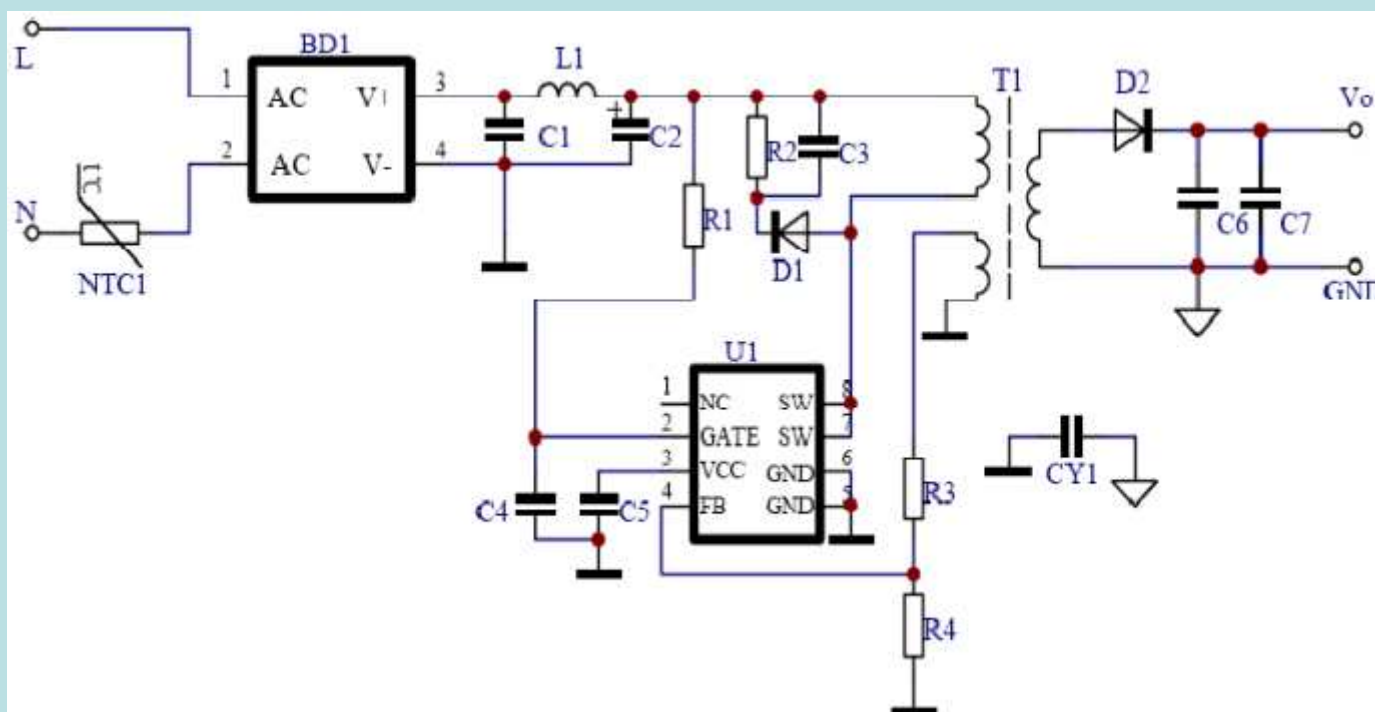 L
N
NTC1
BD1
1 AC V+ 3
2 AC V- 4
L1
C1
+
C2
R1
R2
C3
D1
T1
D2
Vo
C6
C7
GND
U1
1 NC SW 8
2 GATE SW 7
3 VCC GND 6
4 FB GND 5
C4
C5
R3
R4
CY1